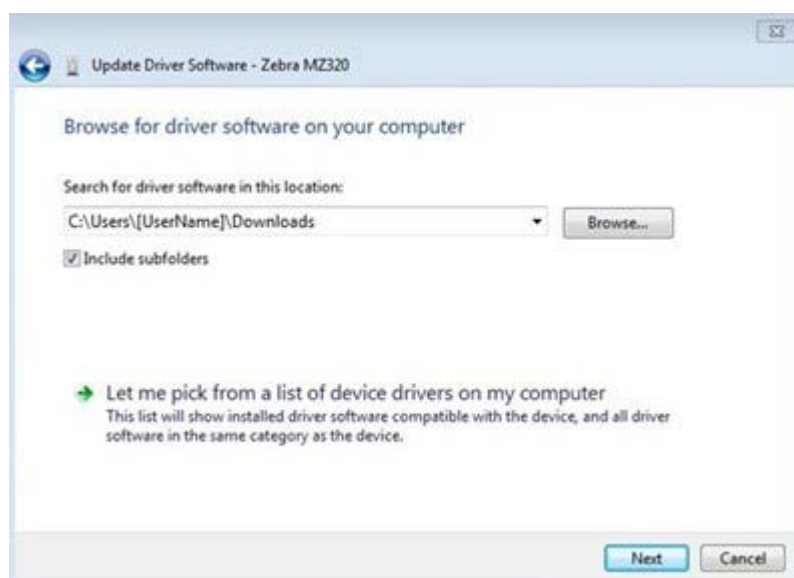 Update Driver Software - Zebra MZ320
Browse for driver software on your computer
Search for driver software in this location:
C:\Users\[UserName]\Downloads
Browse...
Include subfolders
Let me pick from a list of device drivers on my computer
This list will show installed driver software compatible with the device, and all driver
software in the same category as the device.
Next
Cancel